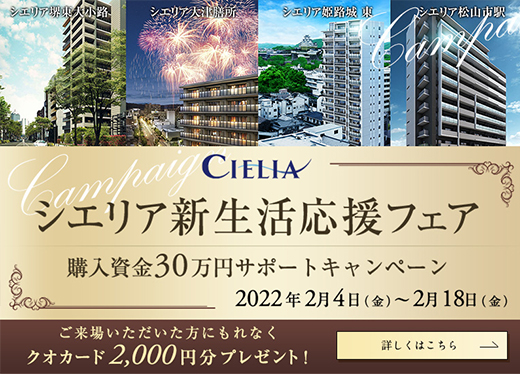 シエリア堺東大小路
シエリア大津膳所
シエリア姫路城 東
シエリア松山市駅
Campa
Campaig
CIELIA
シエリア新生活応援フェア
購入資金30万円サポートキャンペーン
2022年2月4日(金)～2月18日(金)
ご来場いただいた方にもれなく
クオカード2,000円分プレゼント!
詳しくはこちら